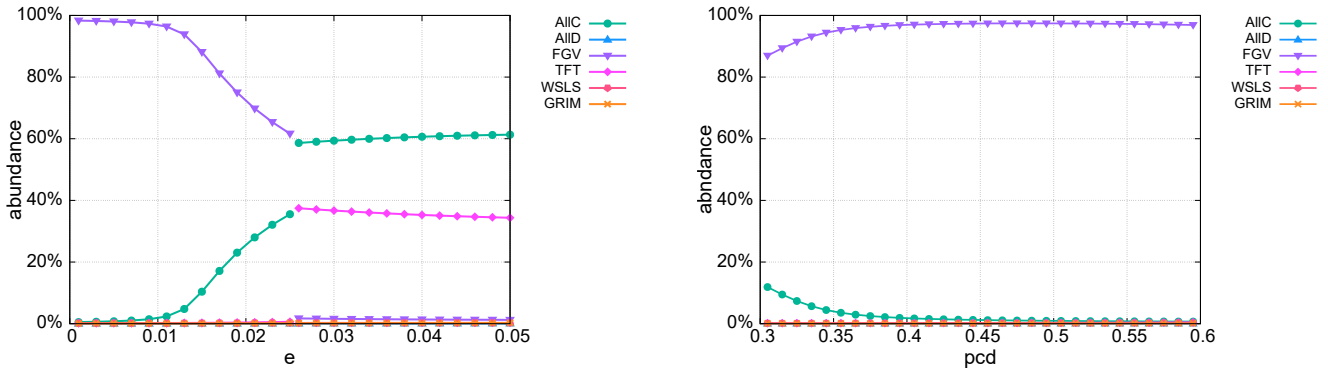 100%
80%
60%
40%
20%
0%
abundance
0
0.01
0.02
0.03
0.04
0.05
e
AllC
AllD
FGV
TFT
WSLS
GRIM
100%
80%
60%
40%
20%
0%
abndance
0.3
0.35
0.4
0.45
0.5
0.55
0.6
pcd
AllC
AllD
FGV
TFT
WSLS
GRIM